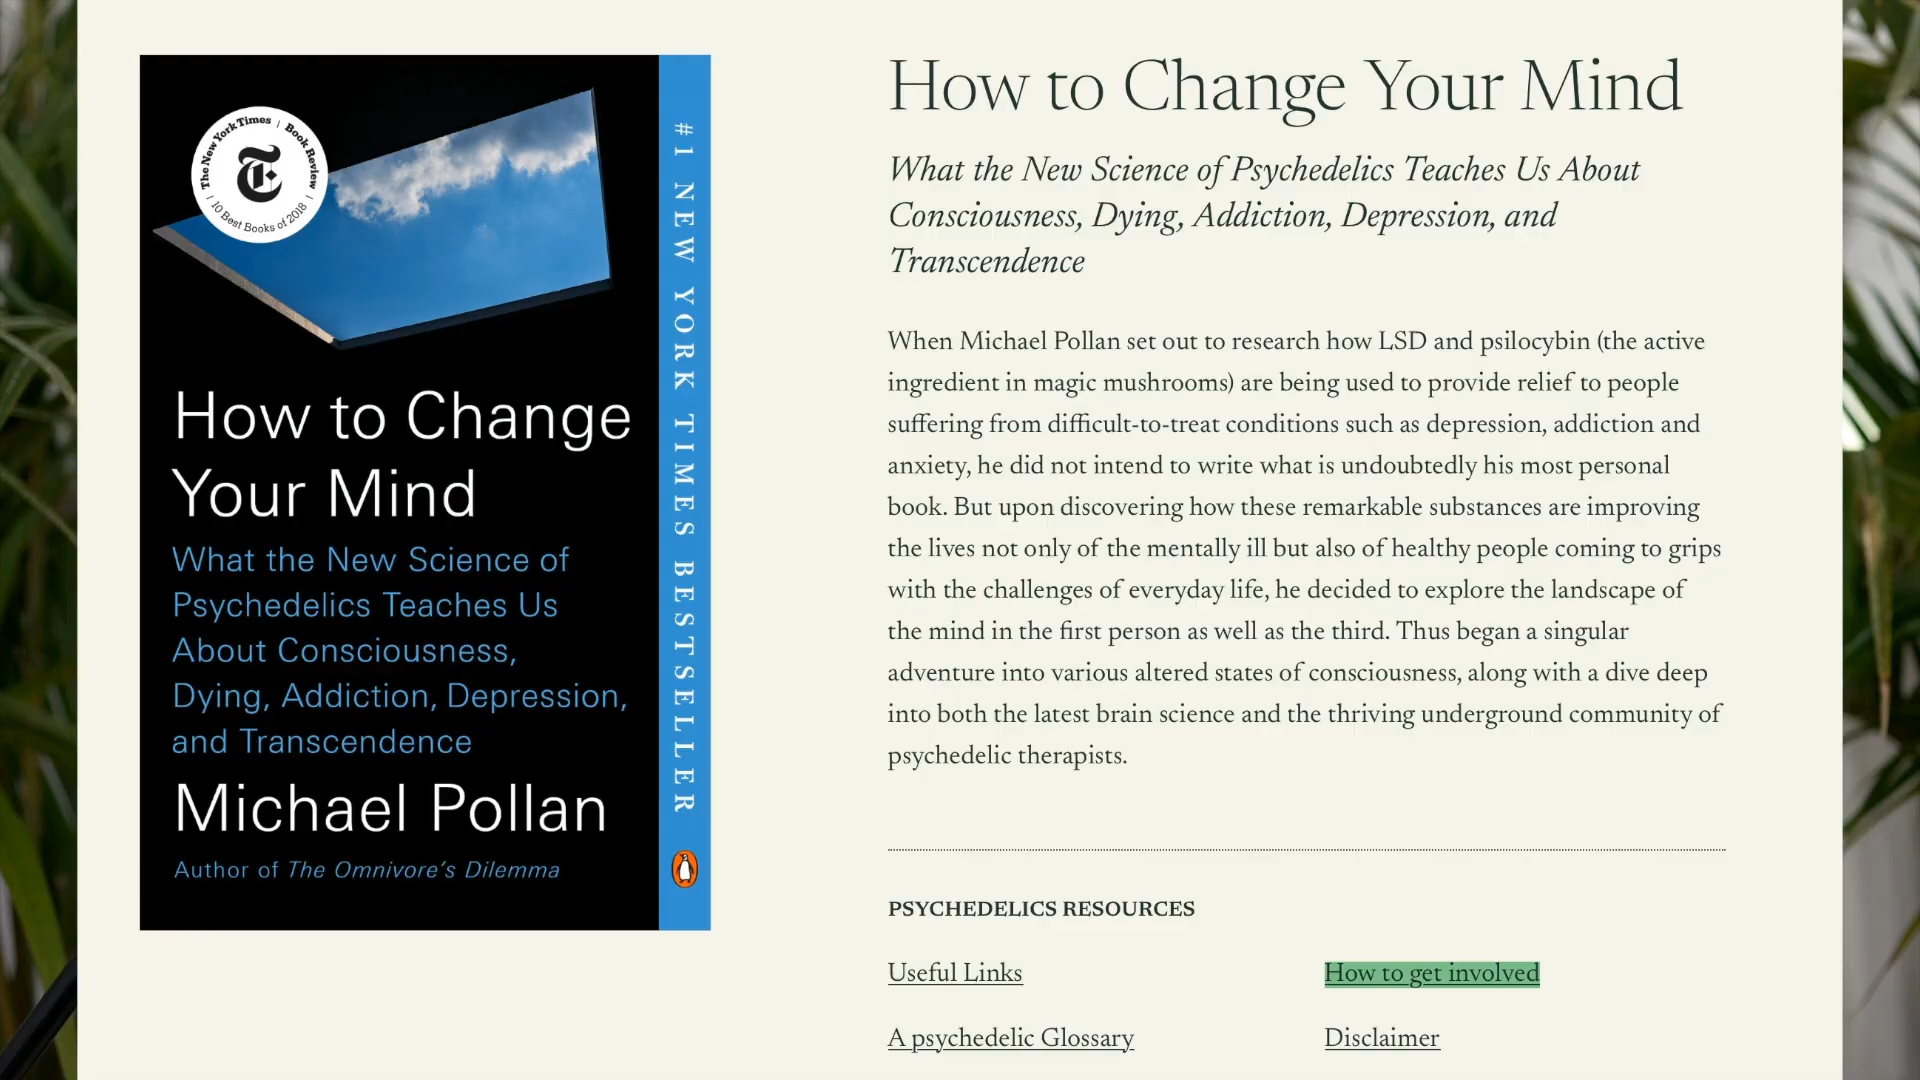 The New York Times | Book Review
| 10 Best Books of 2018 |
T
#1 NEW YORK TIMES BESTSELLER
How to Change
Your Mind
What the New Science of
Psychedelics Teaches Us
About Consciousness,
Dying, Addiction, Depression,
and Transcendence
Michael Pollan
Author of The Omnivore's Dilemma
How to Change Your Mind
What the New Science of Psychedelics Teaches Us About
Consciousness, Dying, Addiction, Depression, and
Transcendence
When Michael Pollan set out to research how LSD and psilocybin (the active
ingredient in magic mushrooms) are being used to provide relief to people
suffering from difficult-to-treat conditions such as depression, addiction and
anxiety, he did not intend to write what is undoubtedly his most personal
book. But upon discovering how these remarkable substances are improving
the lives not only of the mentally ill but also of healthy people coming to grips
with the challenges of everyday life, he decided to explore the landscape of
the mind in the first person as well as the third. Thus began a singular
adventure into various altered states of consciousness, along with a dive deep
into both the latest brain science and the thriving underground community of
psychedelic therapists.
PSYCHEDELICS RESOURCES
Useful Links
How to get involved
A psychedelic Glossary
Disclaimer